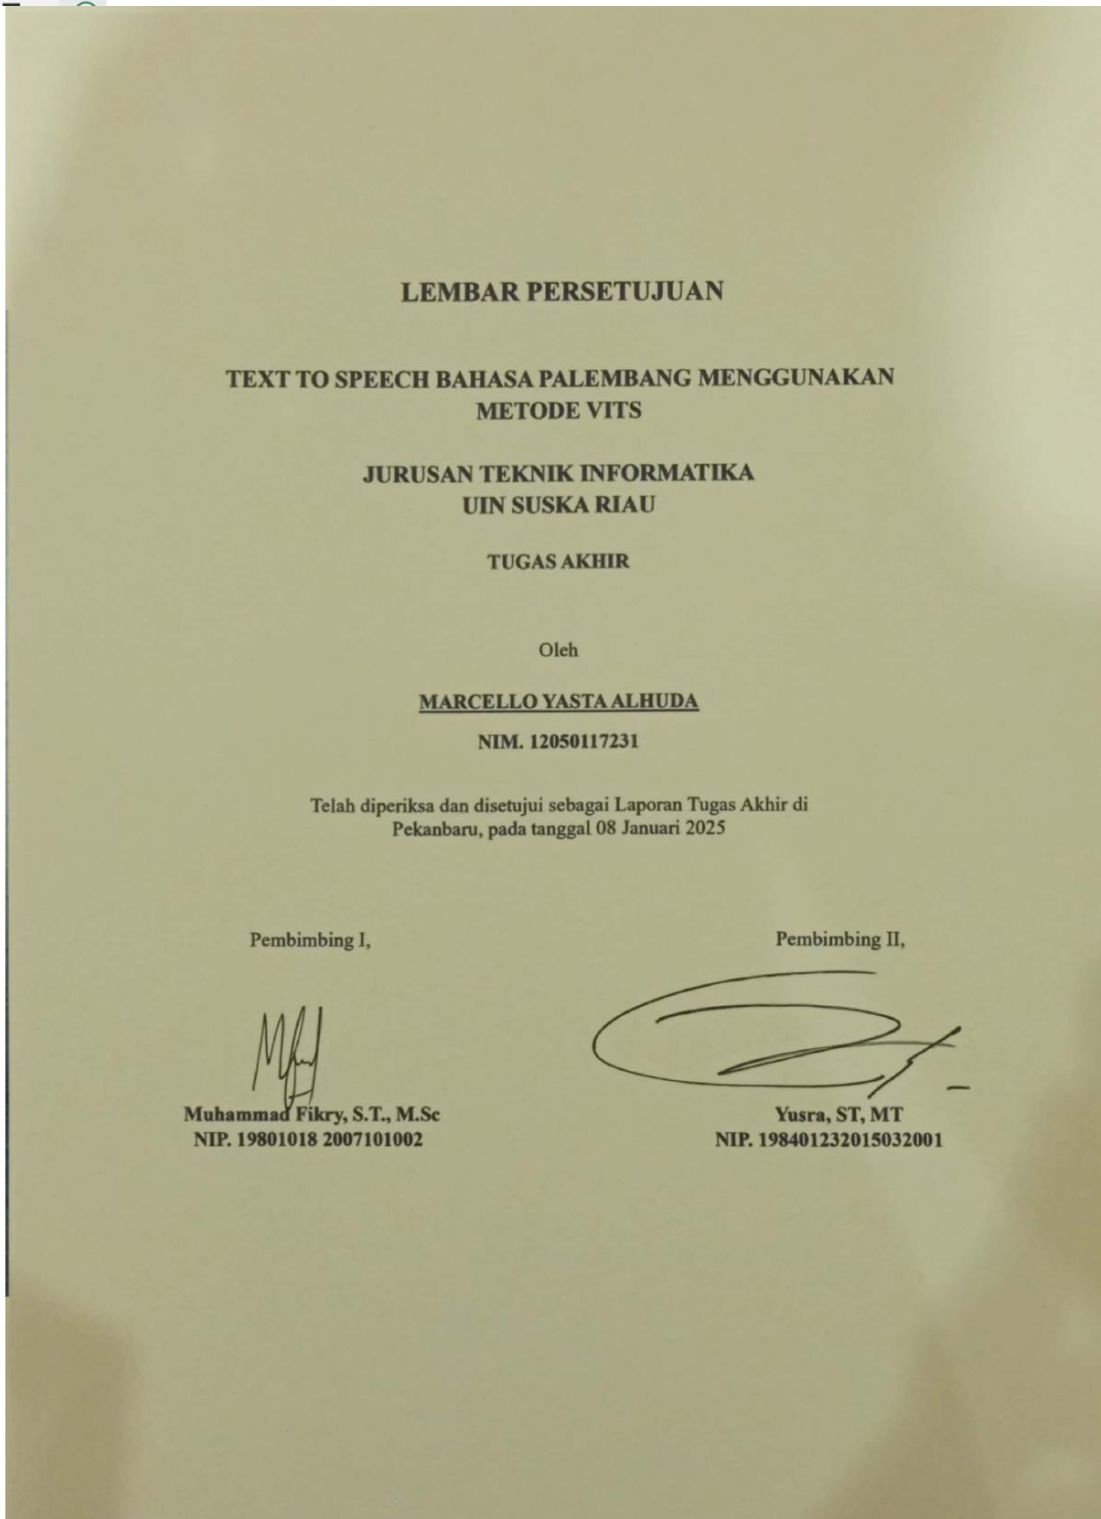 LEMBAR PERSETUJUAN
TEXT TO SPEECH BAHASA PALEMBANG MENGGUNAKAN
METODE VITS
JURUSAN TEKNIK INFORMATIKA
UIN SUSKA RIAU
TUGAS AKHIR
Oleh
MARCELLO YASTA ALHUDA
NIM. 12050117231
Telah diperiksa dan disetujui sebagai Laporan Tugas Akhir di
Pekanbaru, pada tanggal 08 Januari 2025
Pembimbing I,
Pembimbing II,
Muhammad Fikry, S.T., M.Sc
NIP. 19801018 2007101002
Yusra, ST, MT
NIP. 198401232015032001